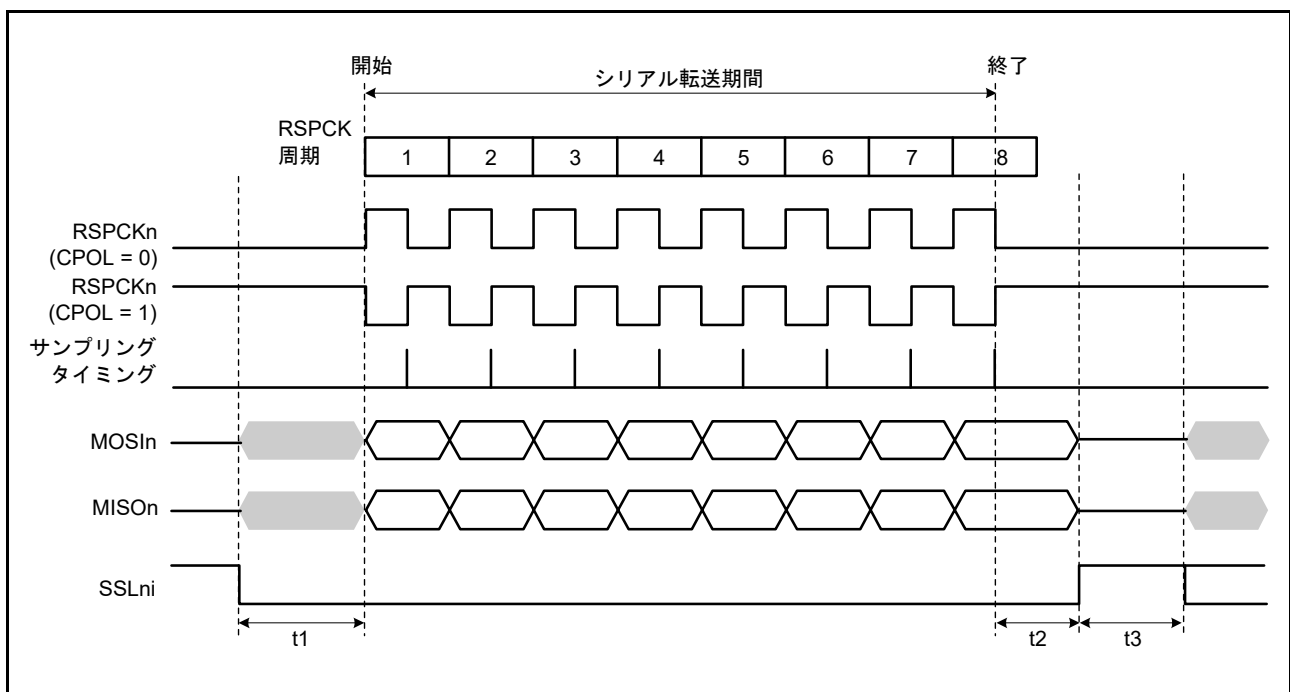 開始
シリアル転送期間
終了
RSPCK
周期
1 2 3 4 5 6 7 8
RSPCKn
(CPOL = 0)
RSPCKn
(CPOL = 1)
サンプリング
タイミング
MOSIn
MISOn
SSLni
t1
t2
t3